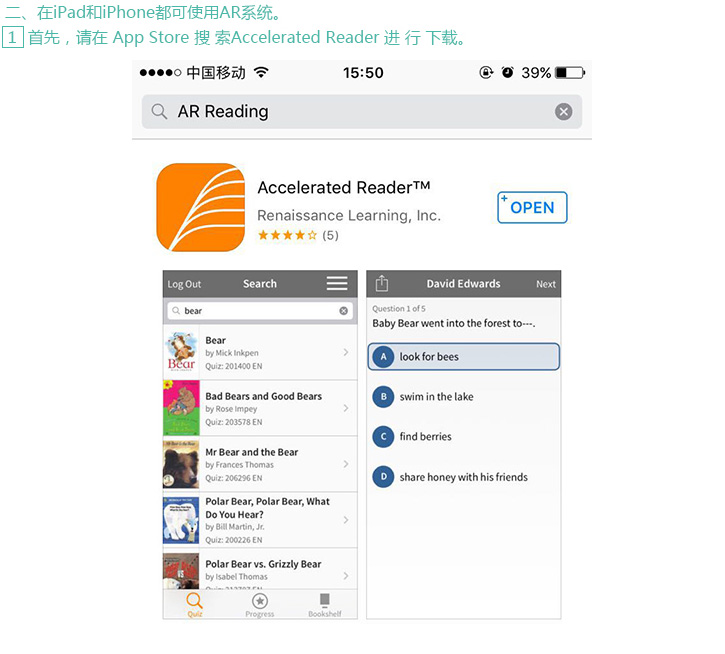 二、在iPad和iPhone都可使用AR系统。
1 首先，请在 App Store 搜 索Accelerated Reader 进 行 下载。
中国移动 15:50 39%
AR Reading
Accelerated Reader™
Renaissance Learning, Inc.
(5)
OPEN
Log Out Search
bear
Bear
by Mick Inkpen
Quiz: 201400 EN
Bad Bears and Good Bears
by Rose Impey
Quiz: 203578 EN
Mr Bear and the Bear
by Frances Thomas
Quiz: 206296 EN
Polar Bear, Polar Bear, What
Do You Hear?
by Bill Martin, Jr.
Quiz: 200226 EN
Polar Bear vs. Grizzly Bear
by Isabel Thomas
Quiz Progress Bookshelf
David Edwards Next
Question 1 of 5
Baby Bear went into the forest to---.
A look for bees
B swim in the lake
C find berries
D share honey with his friends